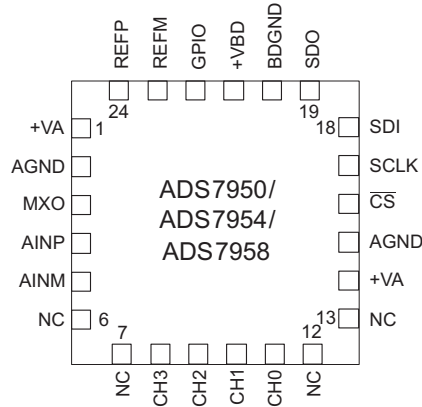 REFP
REFM
GPIO
+VBD
BDGND
SDO
24
19
+VA
1
18
SDI
AGND
SCLK
MXO
ADS7950/
ADS7954/
ADS7958
CS
AINP
AGND
AINM
+VA
NC
6
13
NC
7
12
NC
CH3
CH2
CH1
CH0
NC